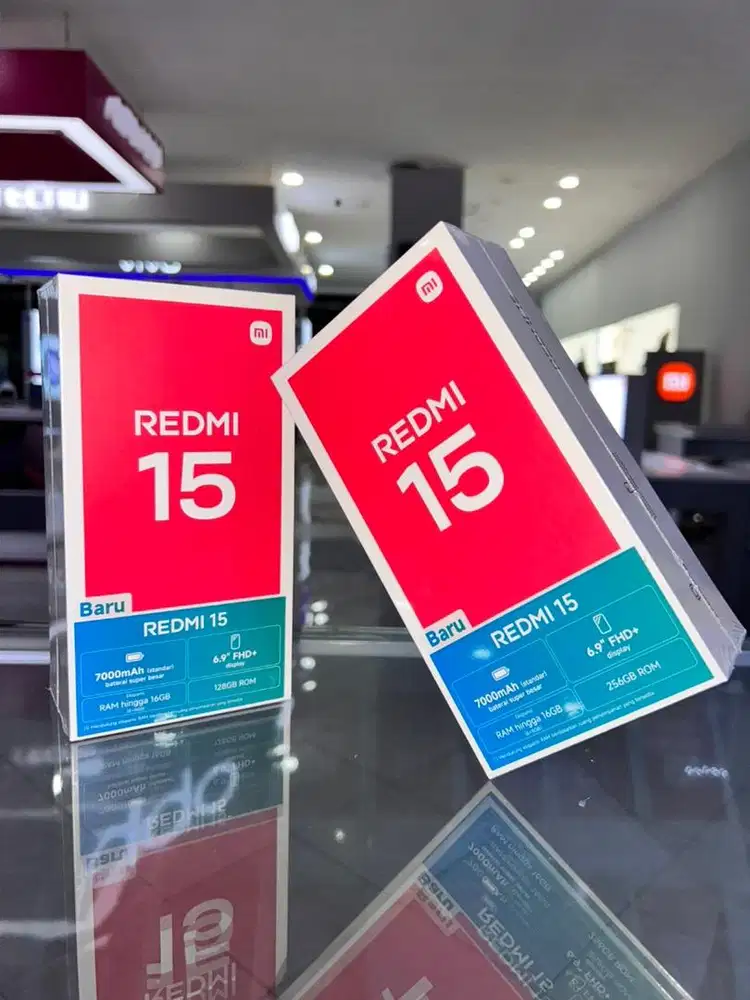 mi
REDMI
15
Baru
REDMI 15
7000mAh (standar)
baterai super besar
6.9" FHD+
display
RAM hingga 16GB
128GB ROM
mi
REDMI
15
Baru
REDMI 15
7000mAh (standar)
baterai super besar
6.9" FHD+
display
RAM hingga 16GB
256GB ROM
mi